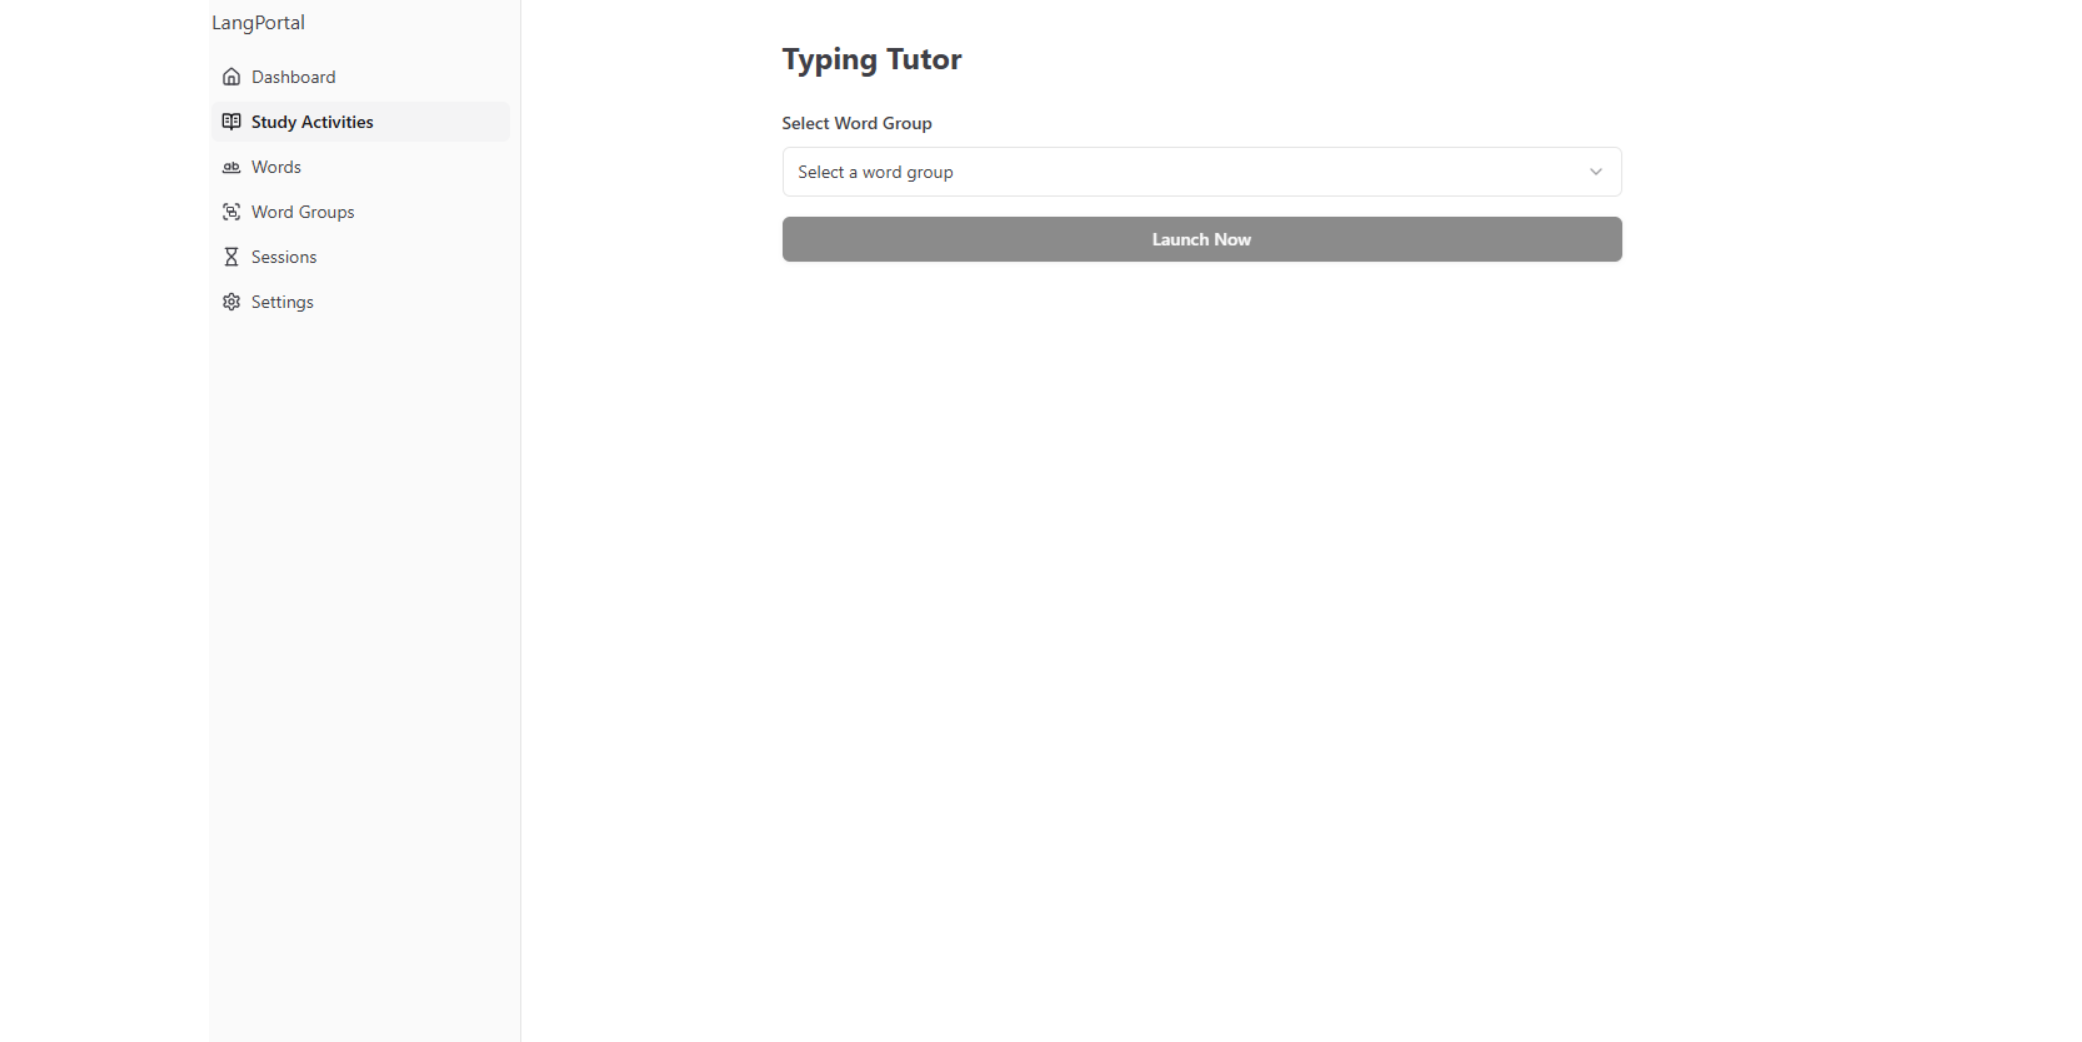 LangPortal
Dashboard
Study Activities
Words
Word Groups
Sessions
Settings
Typing Tutor
Select Word Group
Select a word group
Launch Now